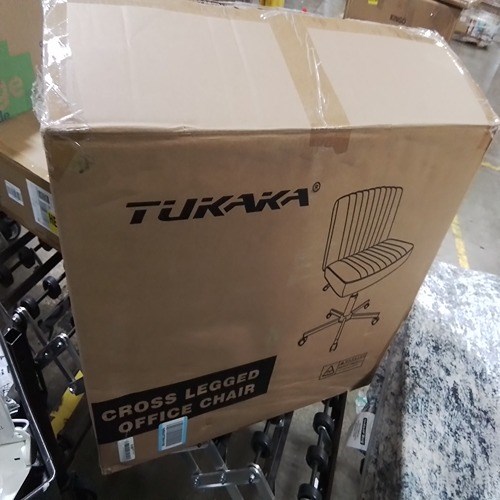 TUKAKA®
CROSS LEGGED
OFFICE CHAIR